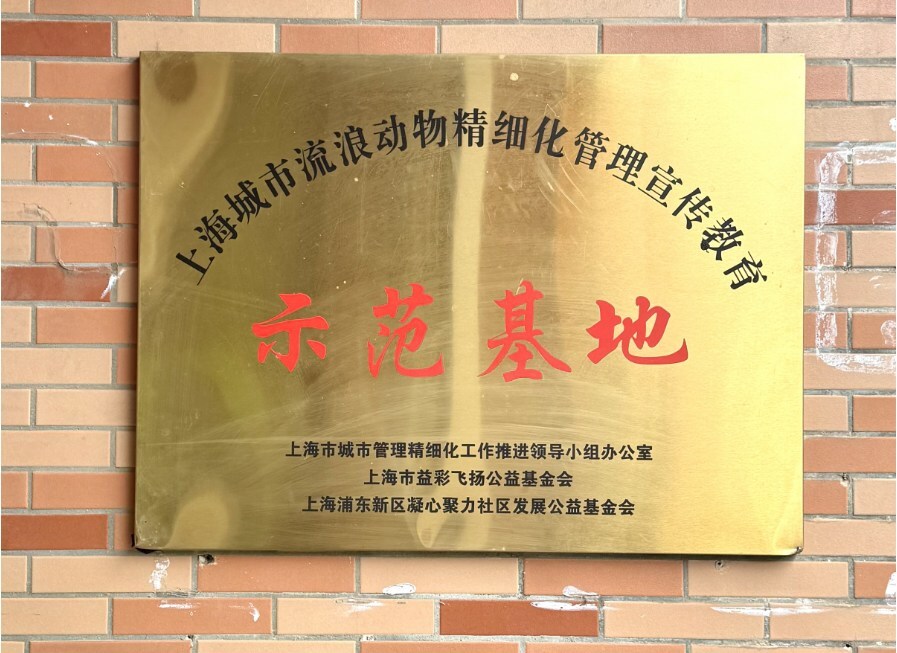 上海城市流浪动物精细化管理宣传教育
示范基地
上海市城市管理精细化工作推进领导小组办公室
上海市益彩飞扬公益基金会
上海浦东新区凝心聚力社区发展公益基金会